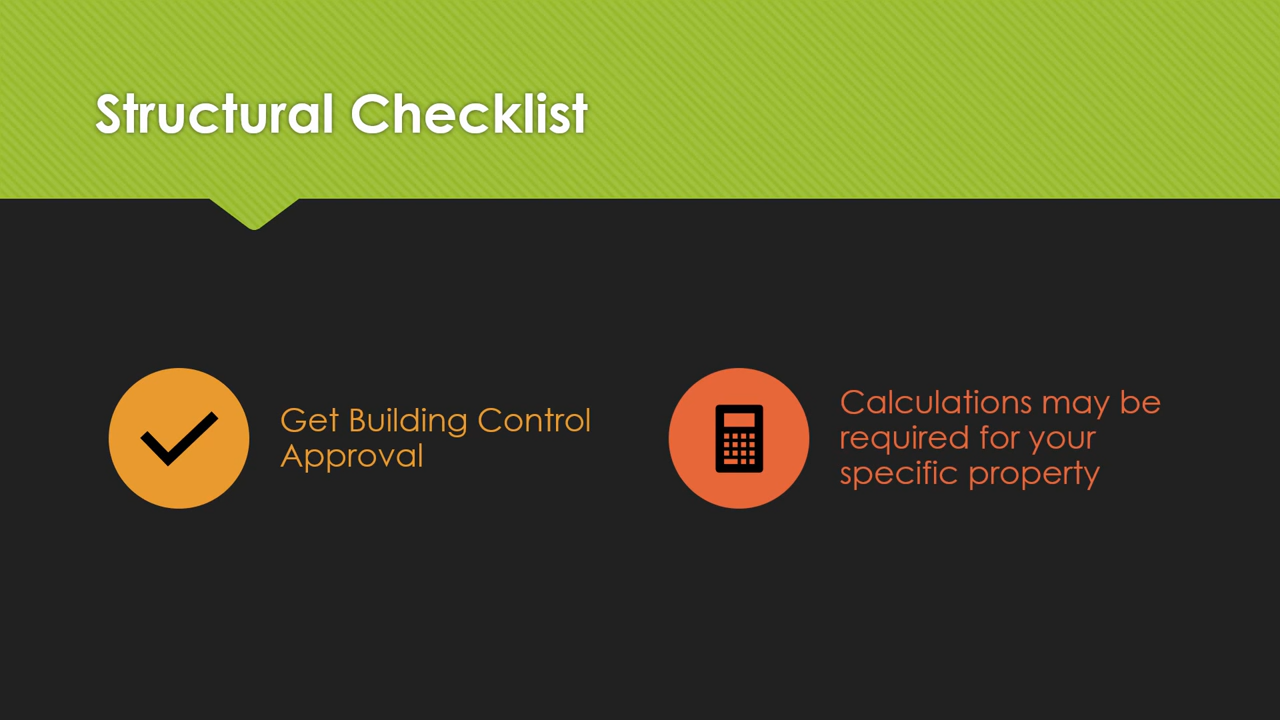 Structural Checklist
Get Building Control
Approval
Calculations may be
required for your
specific property